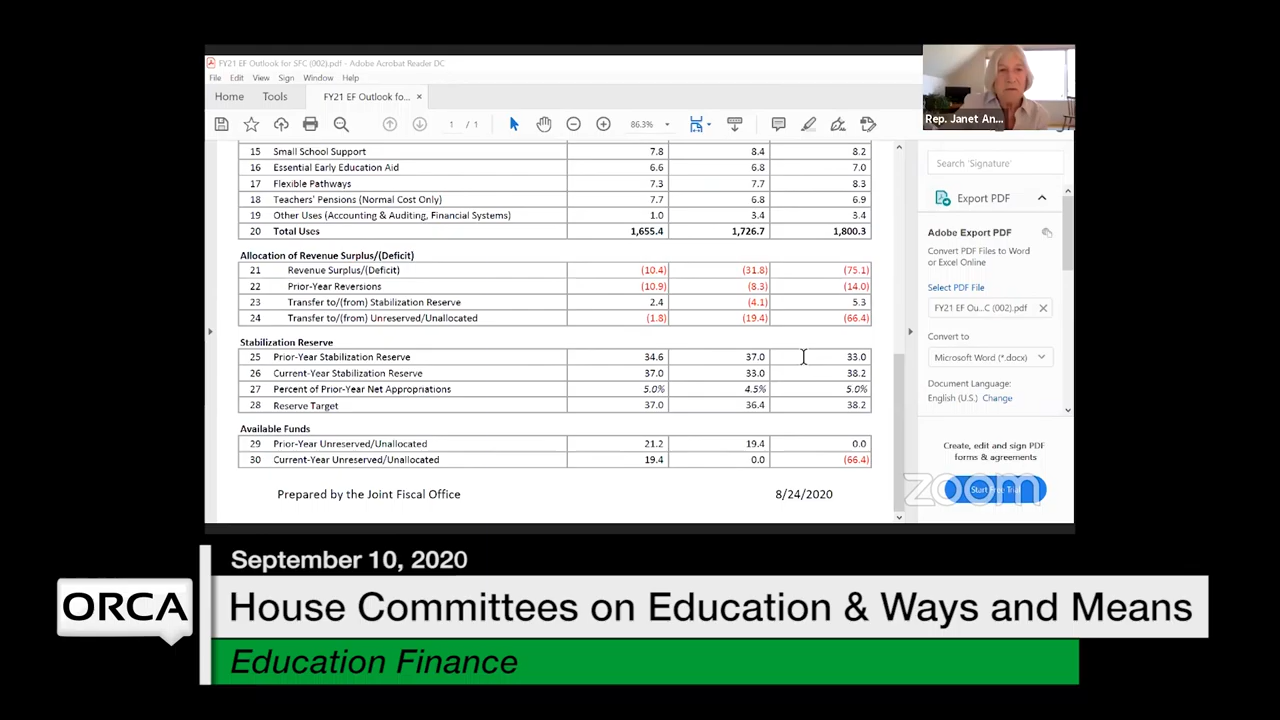 FY21 EF Outlook for SFC (002).pdf - Adobe Acrobat Reader DC
File Edit View Sign Window Help
Home Tools FY21 EF Outlook fo... ×
1 / 1 86.3%
Rep. Janet An...
15 Small School Support 7.8 8.4 8.2
16 Essential Early Education Aid 6.6 6.8 7.0
17 Flexible Pathways 7.3 7.7 8.3
18 Teachers' Pensions (Normal Cost Only) 7.7 6.8 6.9
19 Other Uses (Accounting & Auditing, Financial Systems) 1.0 3.4 3.4
20 Total Uses 1,655.4 1,726.7 1,800.3
Allocation of Revenue Surplus/(Deficit)
21 Revenue Surplus/(Deficit) (10.4) (31.8) (75.1)
22 Prior-Year Reversions (10.9) (8.3) (14.0)
23 Transfer to/(from) Stabilization Reserve 2.4 (4.1) 5.3
24 Transfer to/(from) Unreserved/Unallocated (1.8) (19.4) (66.4)
Stabilization Reserve
25 Prior-Year Stabilization Reserve 34.6 37.0 33.0
26 Current-Year Stabilization Reserve 37.0 33.0 38.2
27 Percent of Prior-Year Net Appropriations 5.0% 4.5% 5.0%
28 Reserve Target 37.0 36.4 38.2
Available Funds
29 Prior-Year Unreserved/Unallocated 21.2 19.4 0.0
30 Current-Year Unreserved/Unallocated 19.4 0.0 (66.4)
Prepared by the Joint Fiscal Office 8/24/2020
Search 'Signature'
Export PDF
Adobe Export PDF
Convert PDF Files to Word
or Excel Online
Select PDF File
FY21 EF Ou...C (002).pdf
Convert to
Microsoft Word (*.docx)
Document Language:
English (U.S.) Change
Create, edit and sign PDF
forms & agreements
Start Free Trial
zoom
September 10, 2020
ORCA
House Committees on Education & Ways and Means
Education Finance